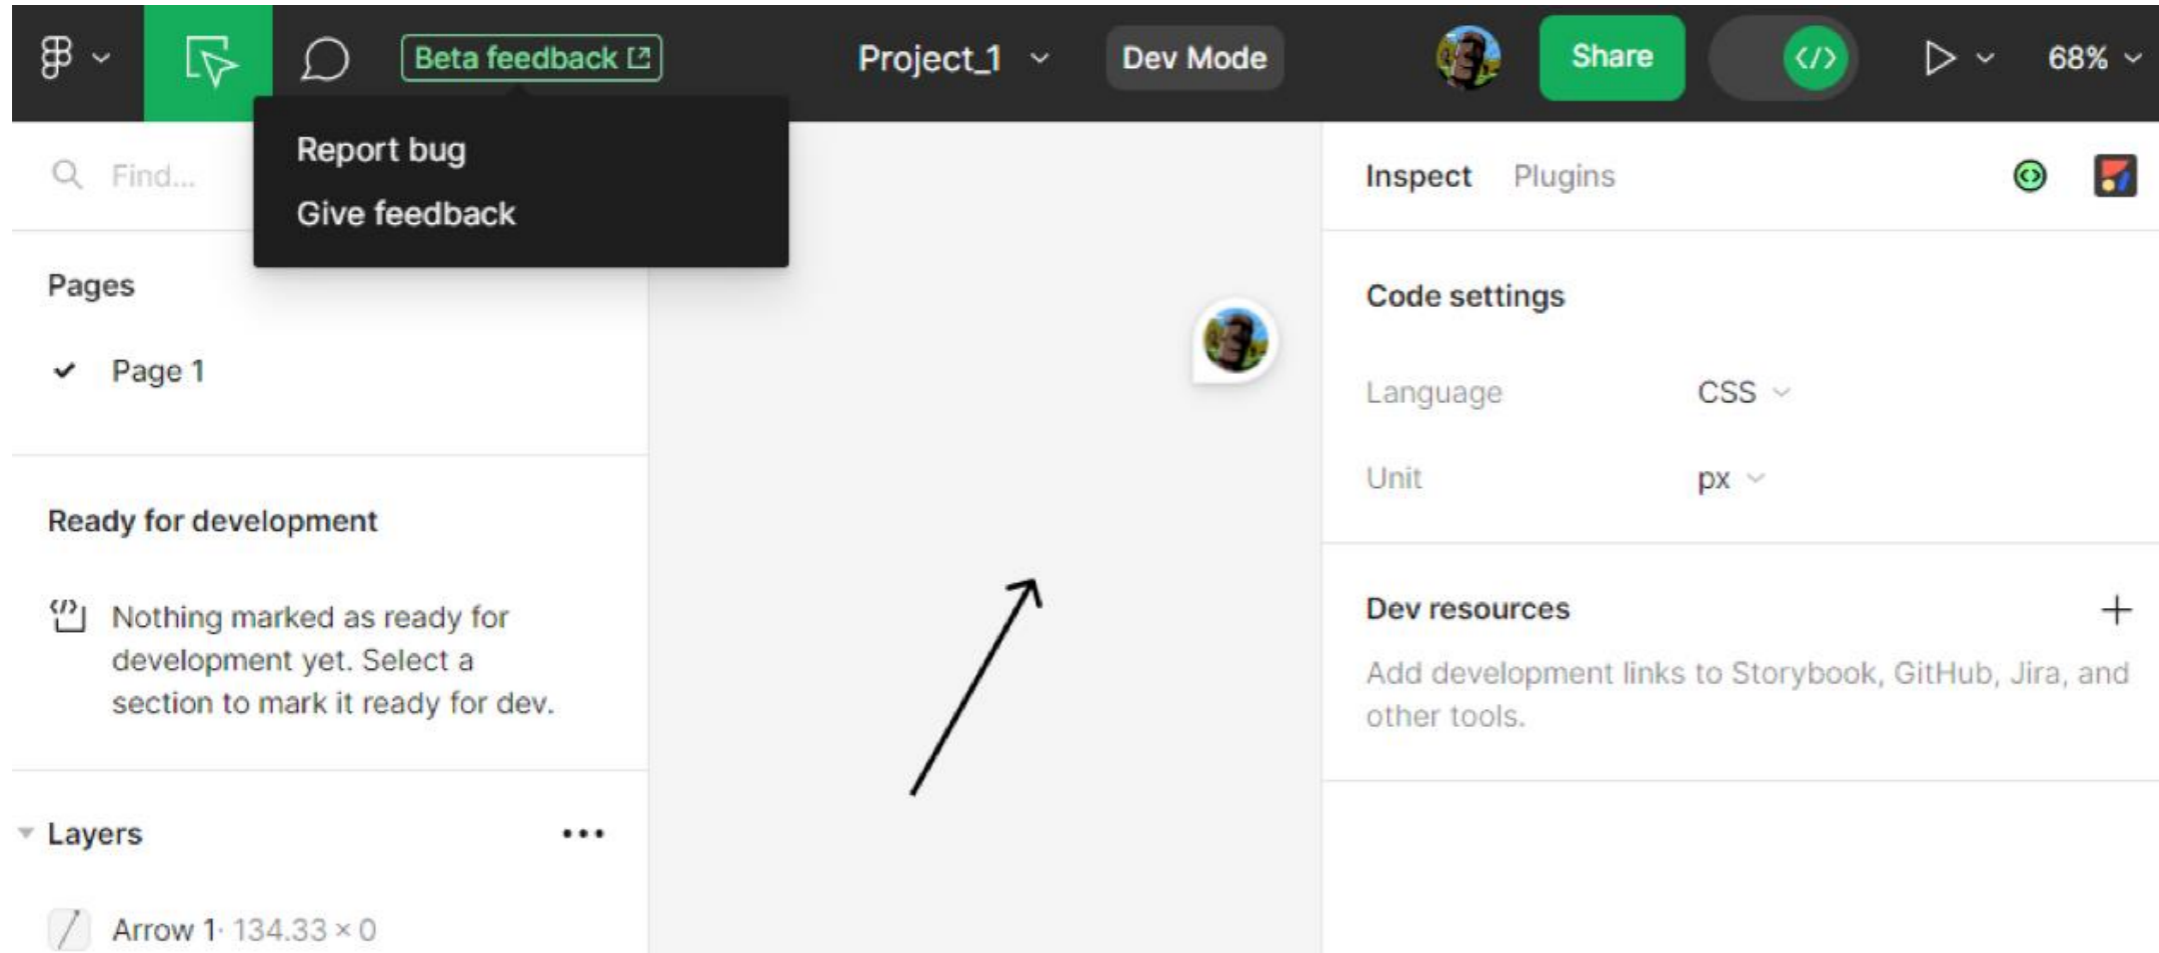 Beta feedback
Project_1
Dev Mode
Share
</>
68%
Report bug
Give feedback
Find...
Pages
Page 1
Ready for development
Nothing marked as ready for
development yet. Select a
section to mark it ready for dev.
Layers
Arrow 1· 134.33 × 0
Inspect Plugins
Code settings
Language CSS
Unit px
Dev resources
Add development links to Storybook, GitHub, Jira, and
other tools.